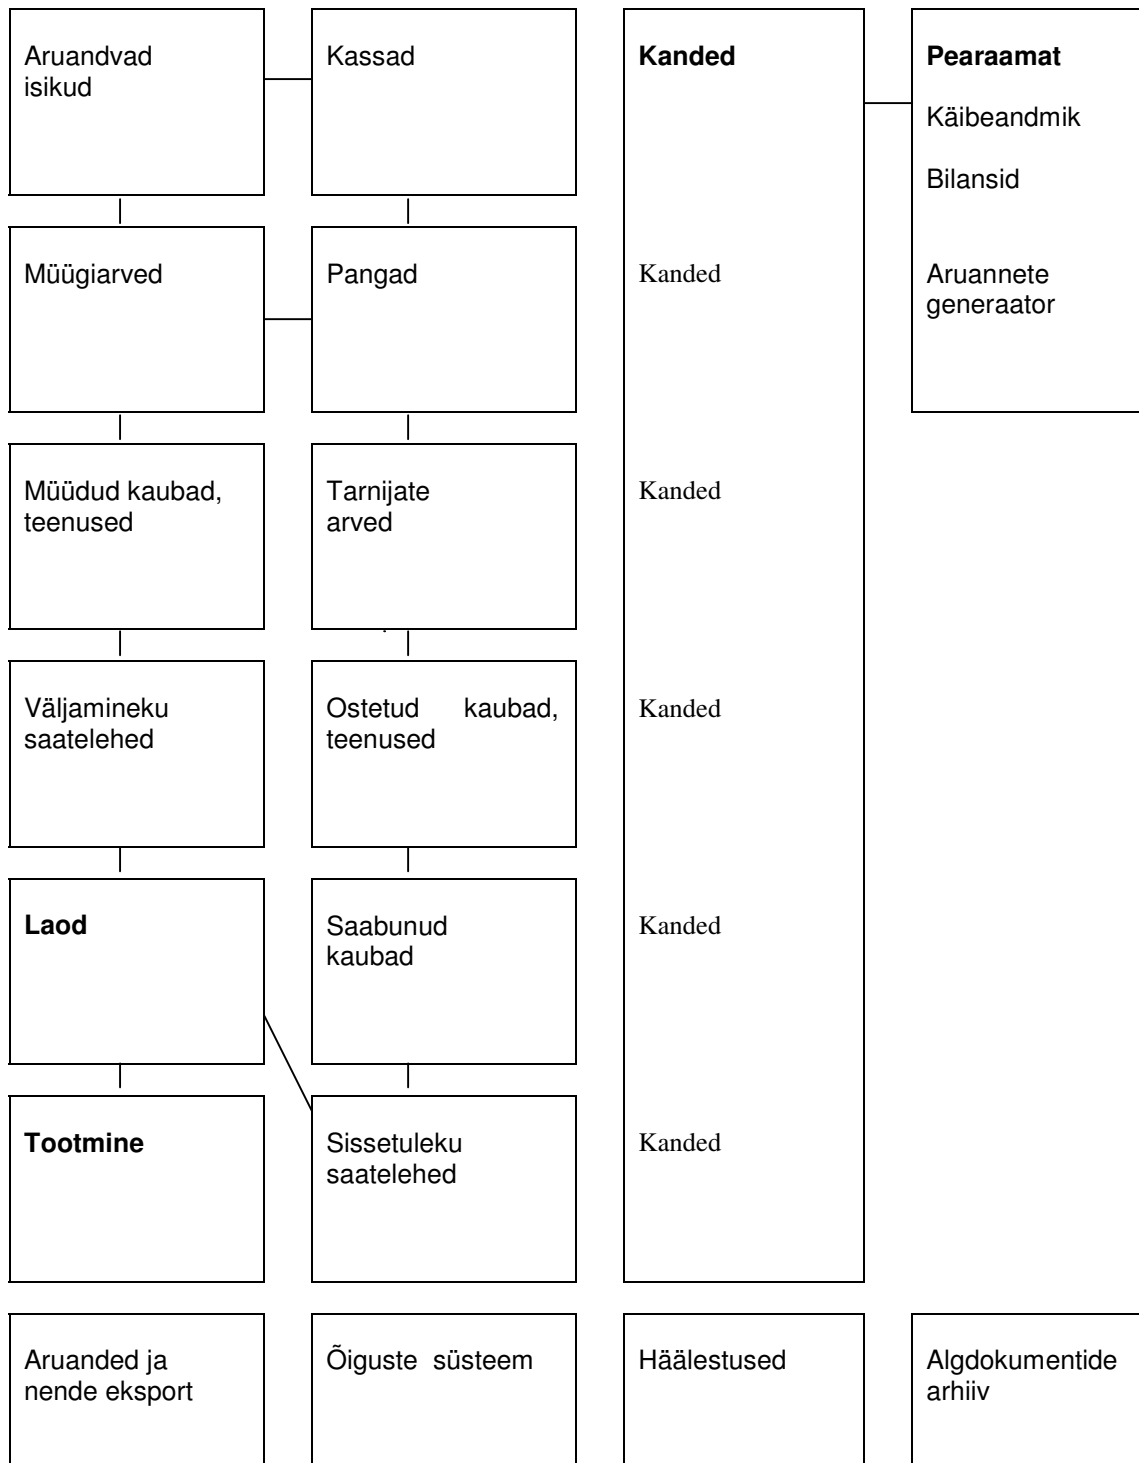 Aruandvad
isikud
Kassad
Kanded
Pearaamat
Käibeandmik
Bilansid
Aruannete
generaator
Müügiarved
Pangad
Kanded
Müüdud kaubad,
teenused
Tarnijate
arved
Kanded
Väljamineku
saatelehed
Ostetud kaubad,
teenused
Kanded
Laod
Saabunud
kaubad
Kanded
Tootmine
Sissetuleku
saatelehed
Kanded
Aruanded ja
nende eksport
Õiguste süsteem
Häälestused
Algdokumentide
arhiiv